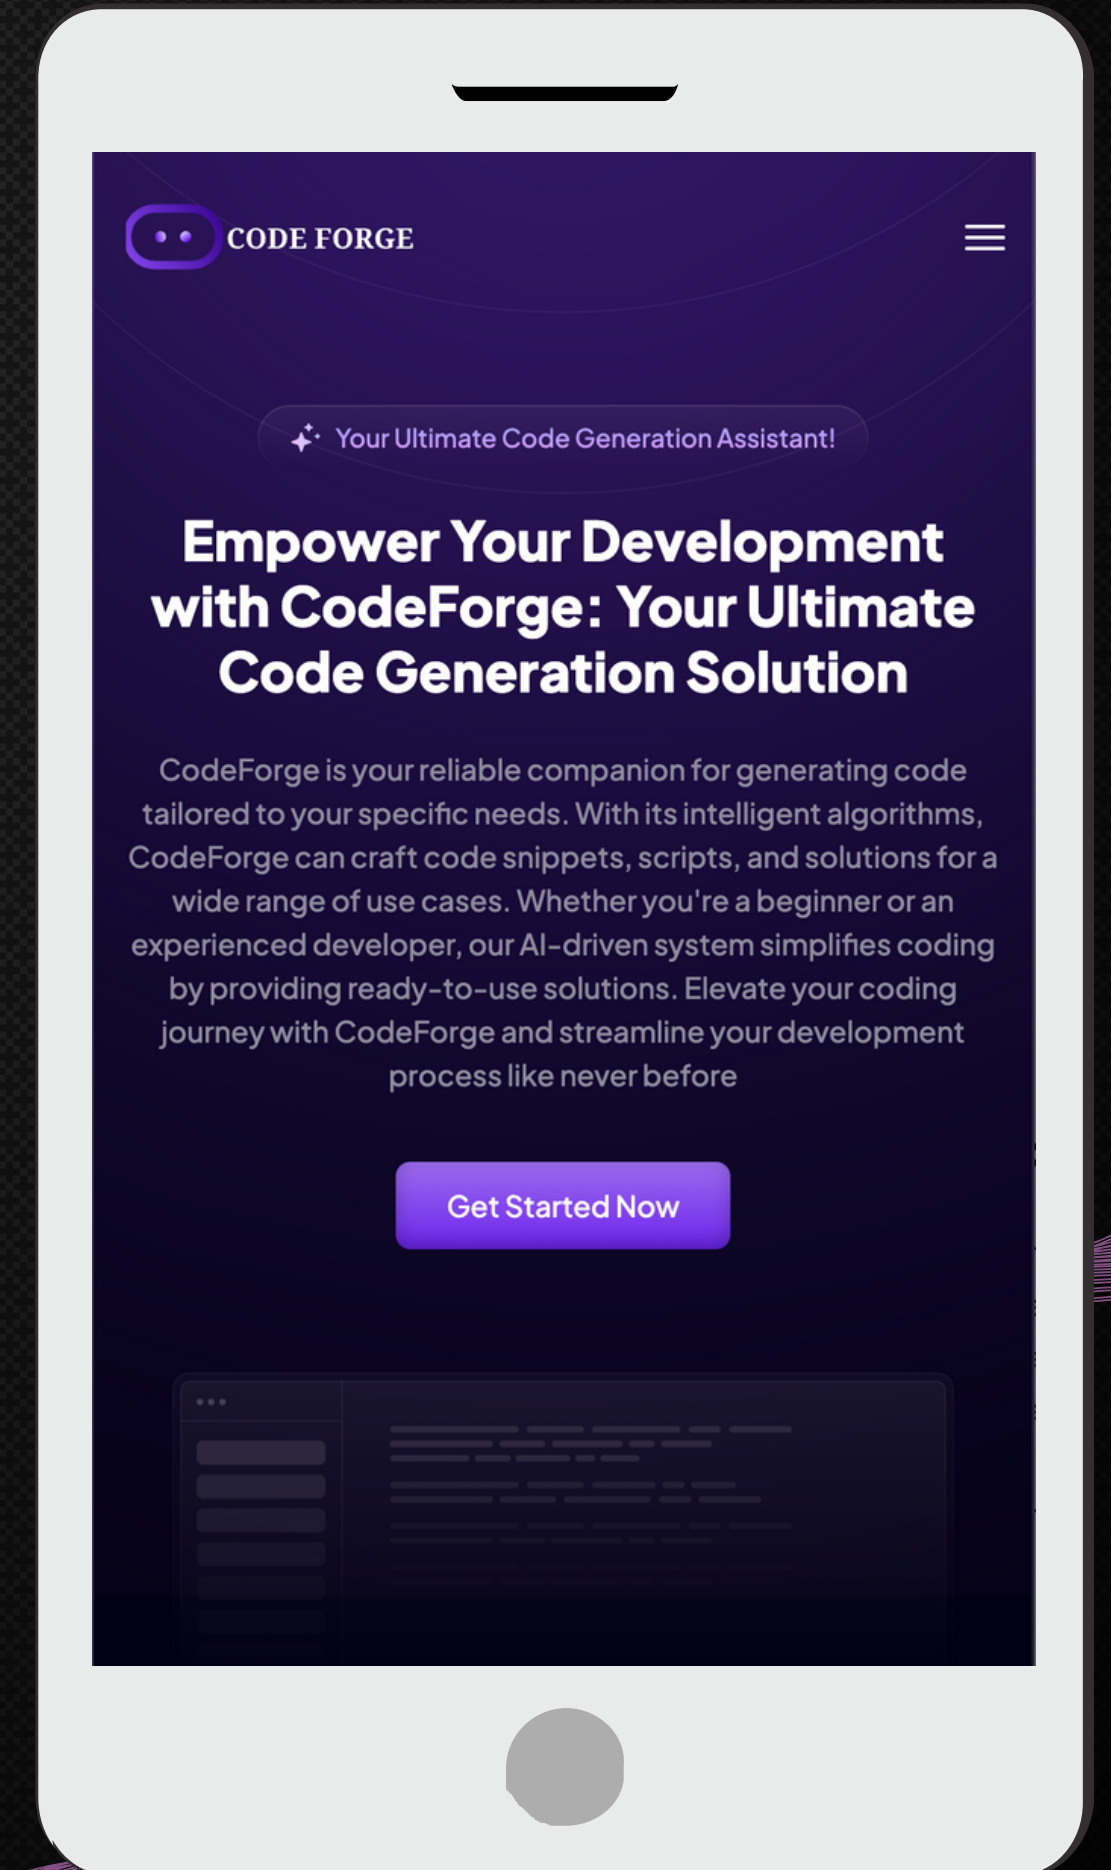 CODE FORGE
Your Ultimate Code Generation Assistant!
Empower Your Development
with CodeForge: Your Ultimate
Code Generation Solution
CodeForge is your reliable companion for generating code
tailored to your specific needs. With its intelligent algorithms,
CodeForge can craft code snippets, scripts, and solutions for a
wide range of use cases. Whether you're a beginner or an
experienced developer, our AI-driven system simplifies coding
by providing ready-to-use solutions. Elevate your coding
journey with CodeForge and streamline your development
process like never before
Get Started Now